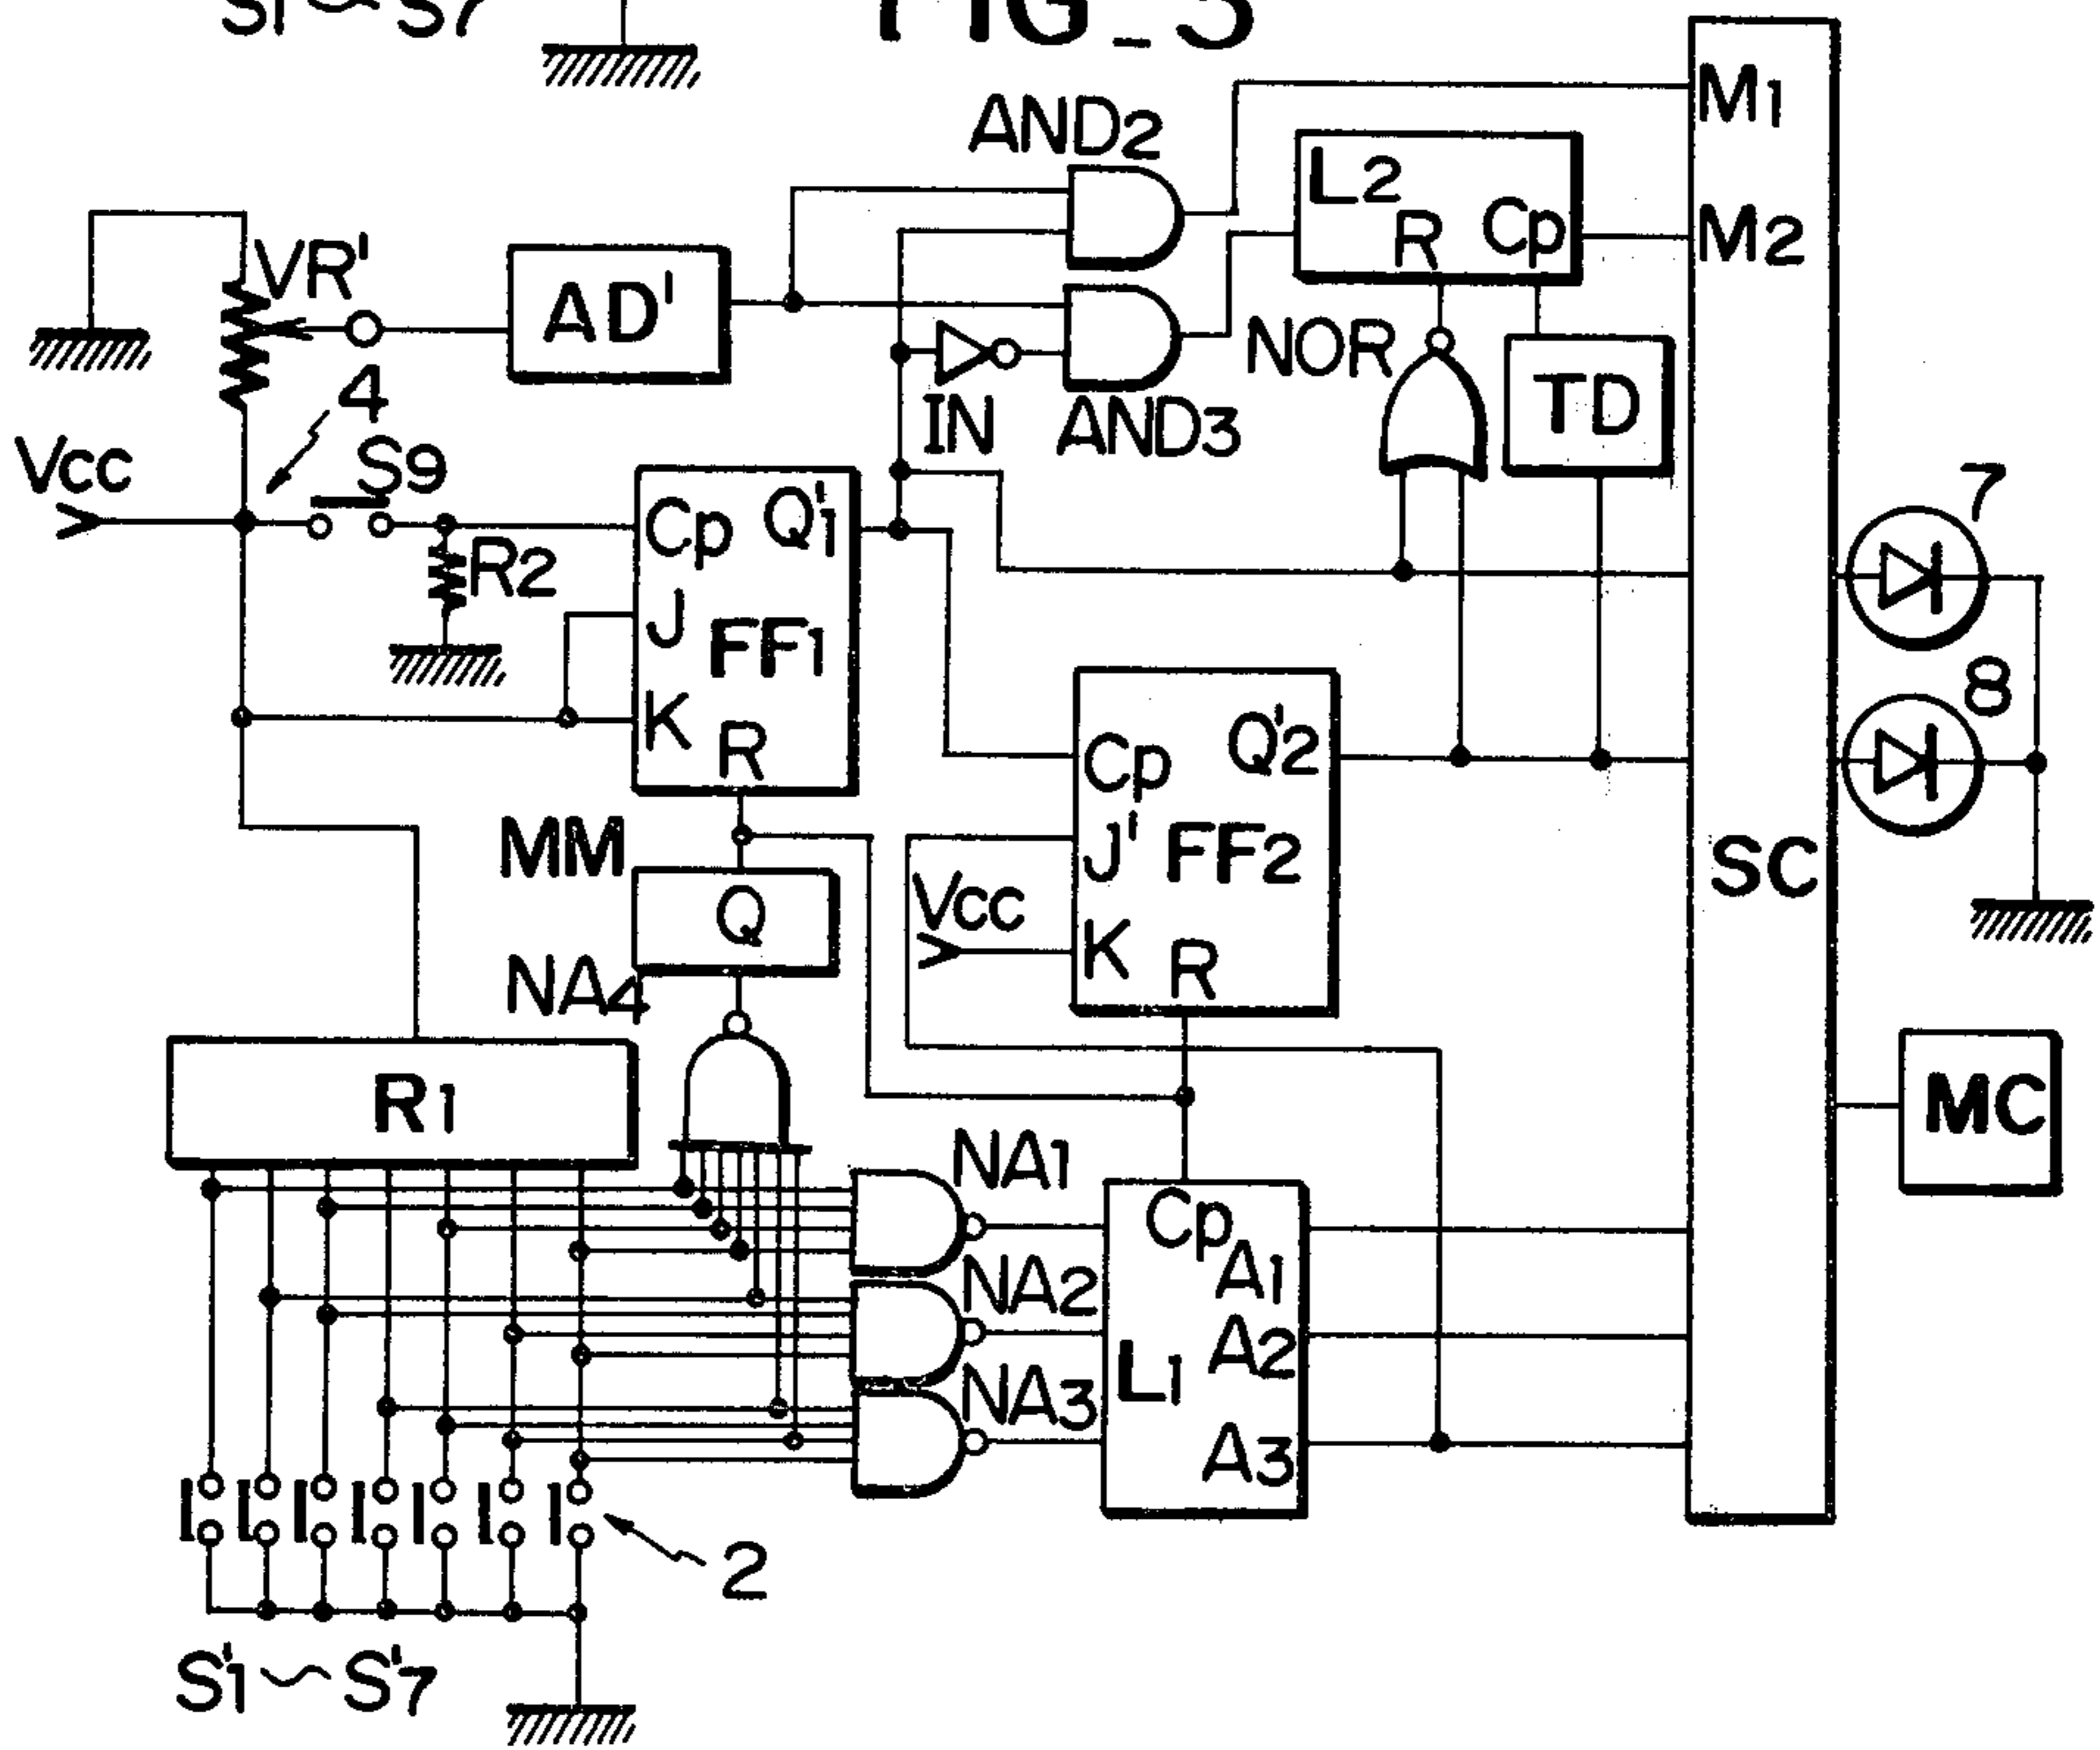 S1~S7
FIG_5
M1
AND2
L2
R
Cp
M2
VR'
AD'
NOR
4
TD
IN
AND3
Vcc
S9
7
Cp
Q'1
R2
J
FF1
8
K
R
Q'2
Cp
MM
J'
FF2
SC
Q
Vcc
K
R
NA4
R1
MC
NA1
Cp
A1
NA2
A2
L1
NA3
A3
2
S'1~S'7